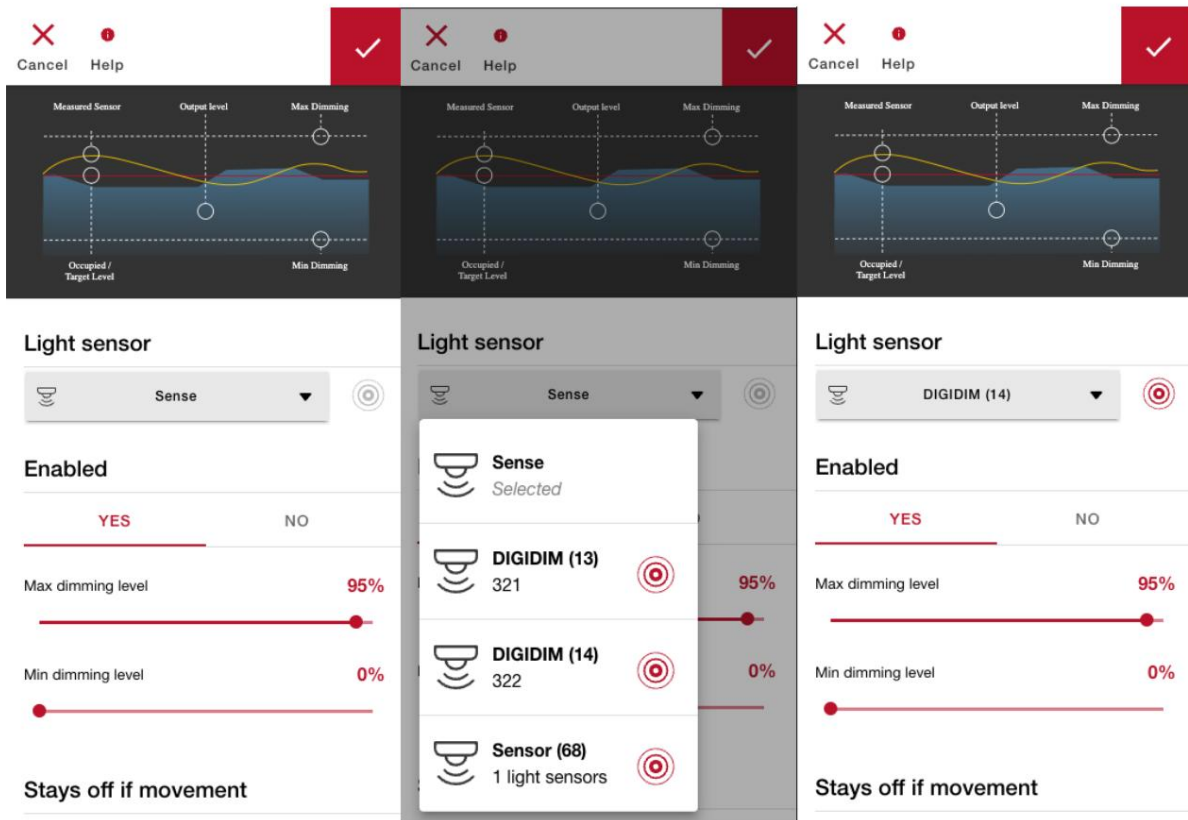 Cancel
Help
Measured Sensor
Output level
Max Dimming
Occupied /
Target Level
Min Dimming
Light sensor
Sense
Enabled
YES
NO
Max dimming level
95%
Min dimming level
0%
Stays off if movement
Cancel
Help
Measured Sensor
Output level
Max Dimming
Occupied /
Target Level
Min Dimming
Light sensor
Sense
Sense
Selected
DIGIDIM (13)
321
95%
DIGIDIM (14)
322
0%
Sensor (68)
1 light sensors
Cancel
Help
Measured Sensor
Output level
Max Dimming
Occupied /
Target Level
Min Dimming
Light sensor
DIGIDIM (14)
Enabled
YES
NO
Max dimming level
95%
Min dimming level
0%
Stays off if movement